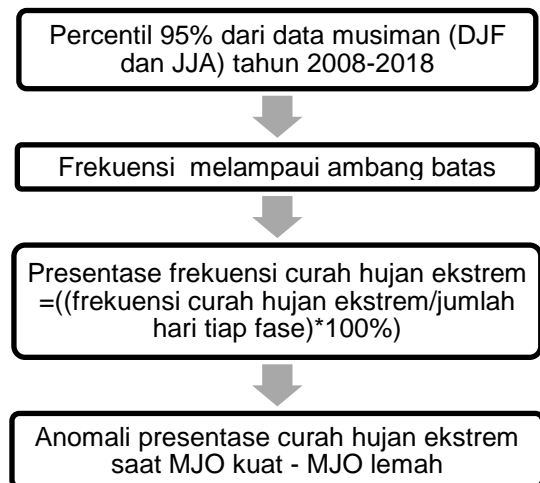 Percentil 95% dari data musiman (DJF
dan JJA) tahun 2008-2018
Frekuensi melampaui ambang batas
Presentase frekuensi curah hujan ekstrem
=((frekuensi curah hujan ekstrem/jumlah
hari tiap fase)*100%)
Anomali presentase curah hujan ekstrem
saat MJO kuat - MJO lemah